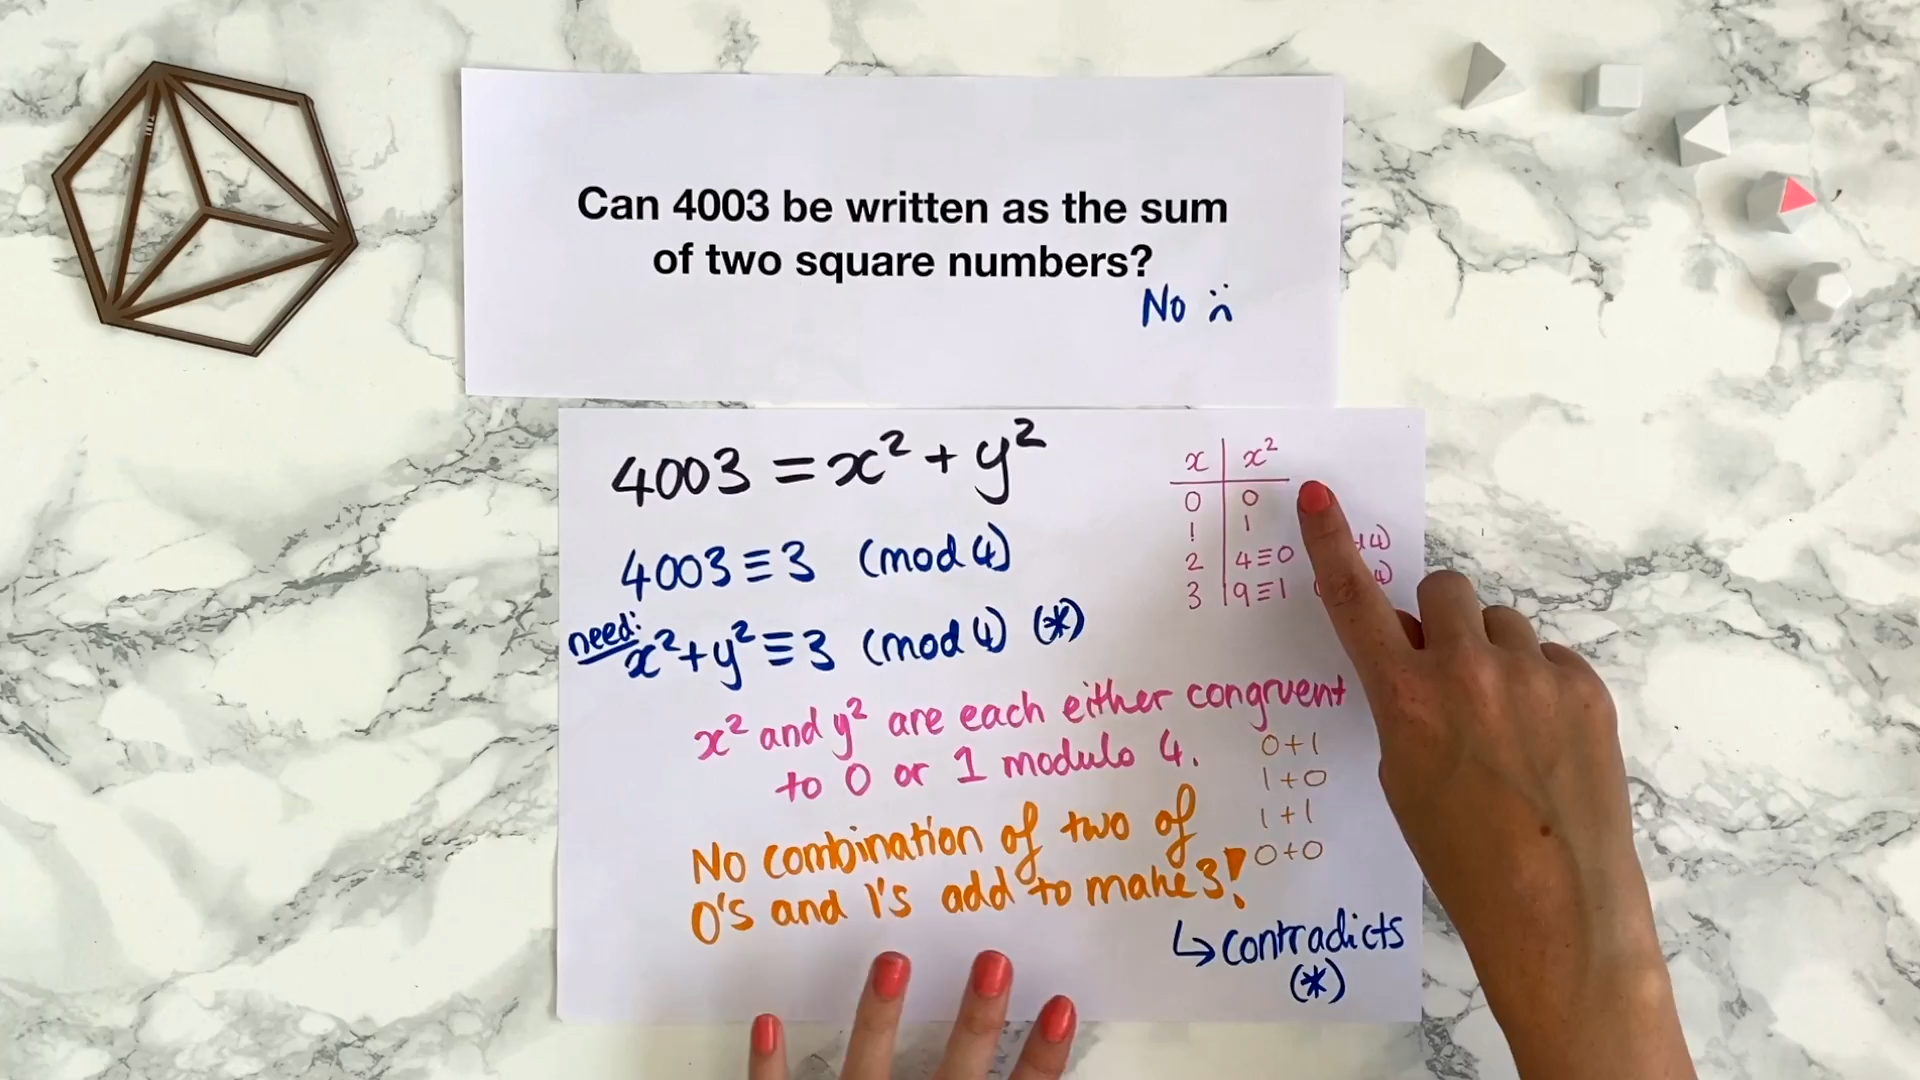 Can 4003 be written as the sum
of two square numbers?
No
4003 = x² + y²
4003 ≡ 3 (mod 4)
need: x² + y² ≡ 3 (mod 4) (*)
x | x²
0 | 0
1 | 1
2 | 4≡0 4)
3 | 9≡1 4)
x² and y² are each either congruent
to 0 or 1 modulo 4.
No combination of two of
0's and 1's add to make 3!
0+1
1+0
1+1
0+0
↳ contradicts
(*)